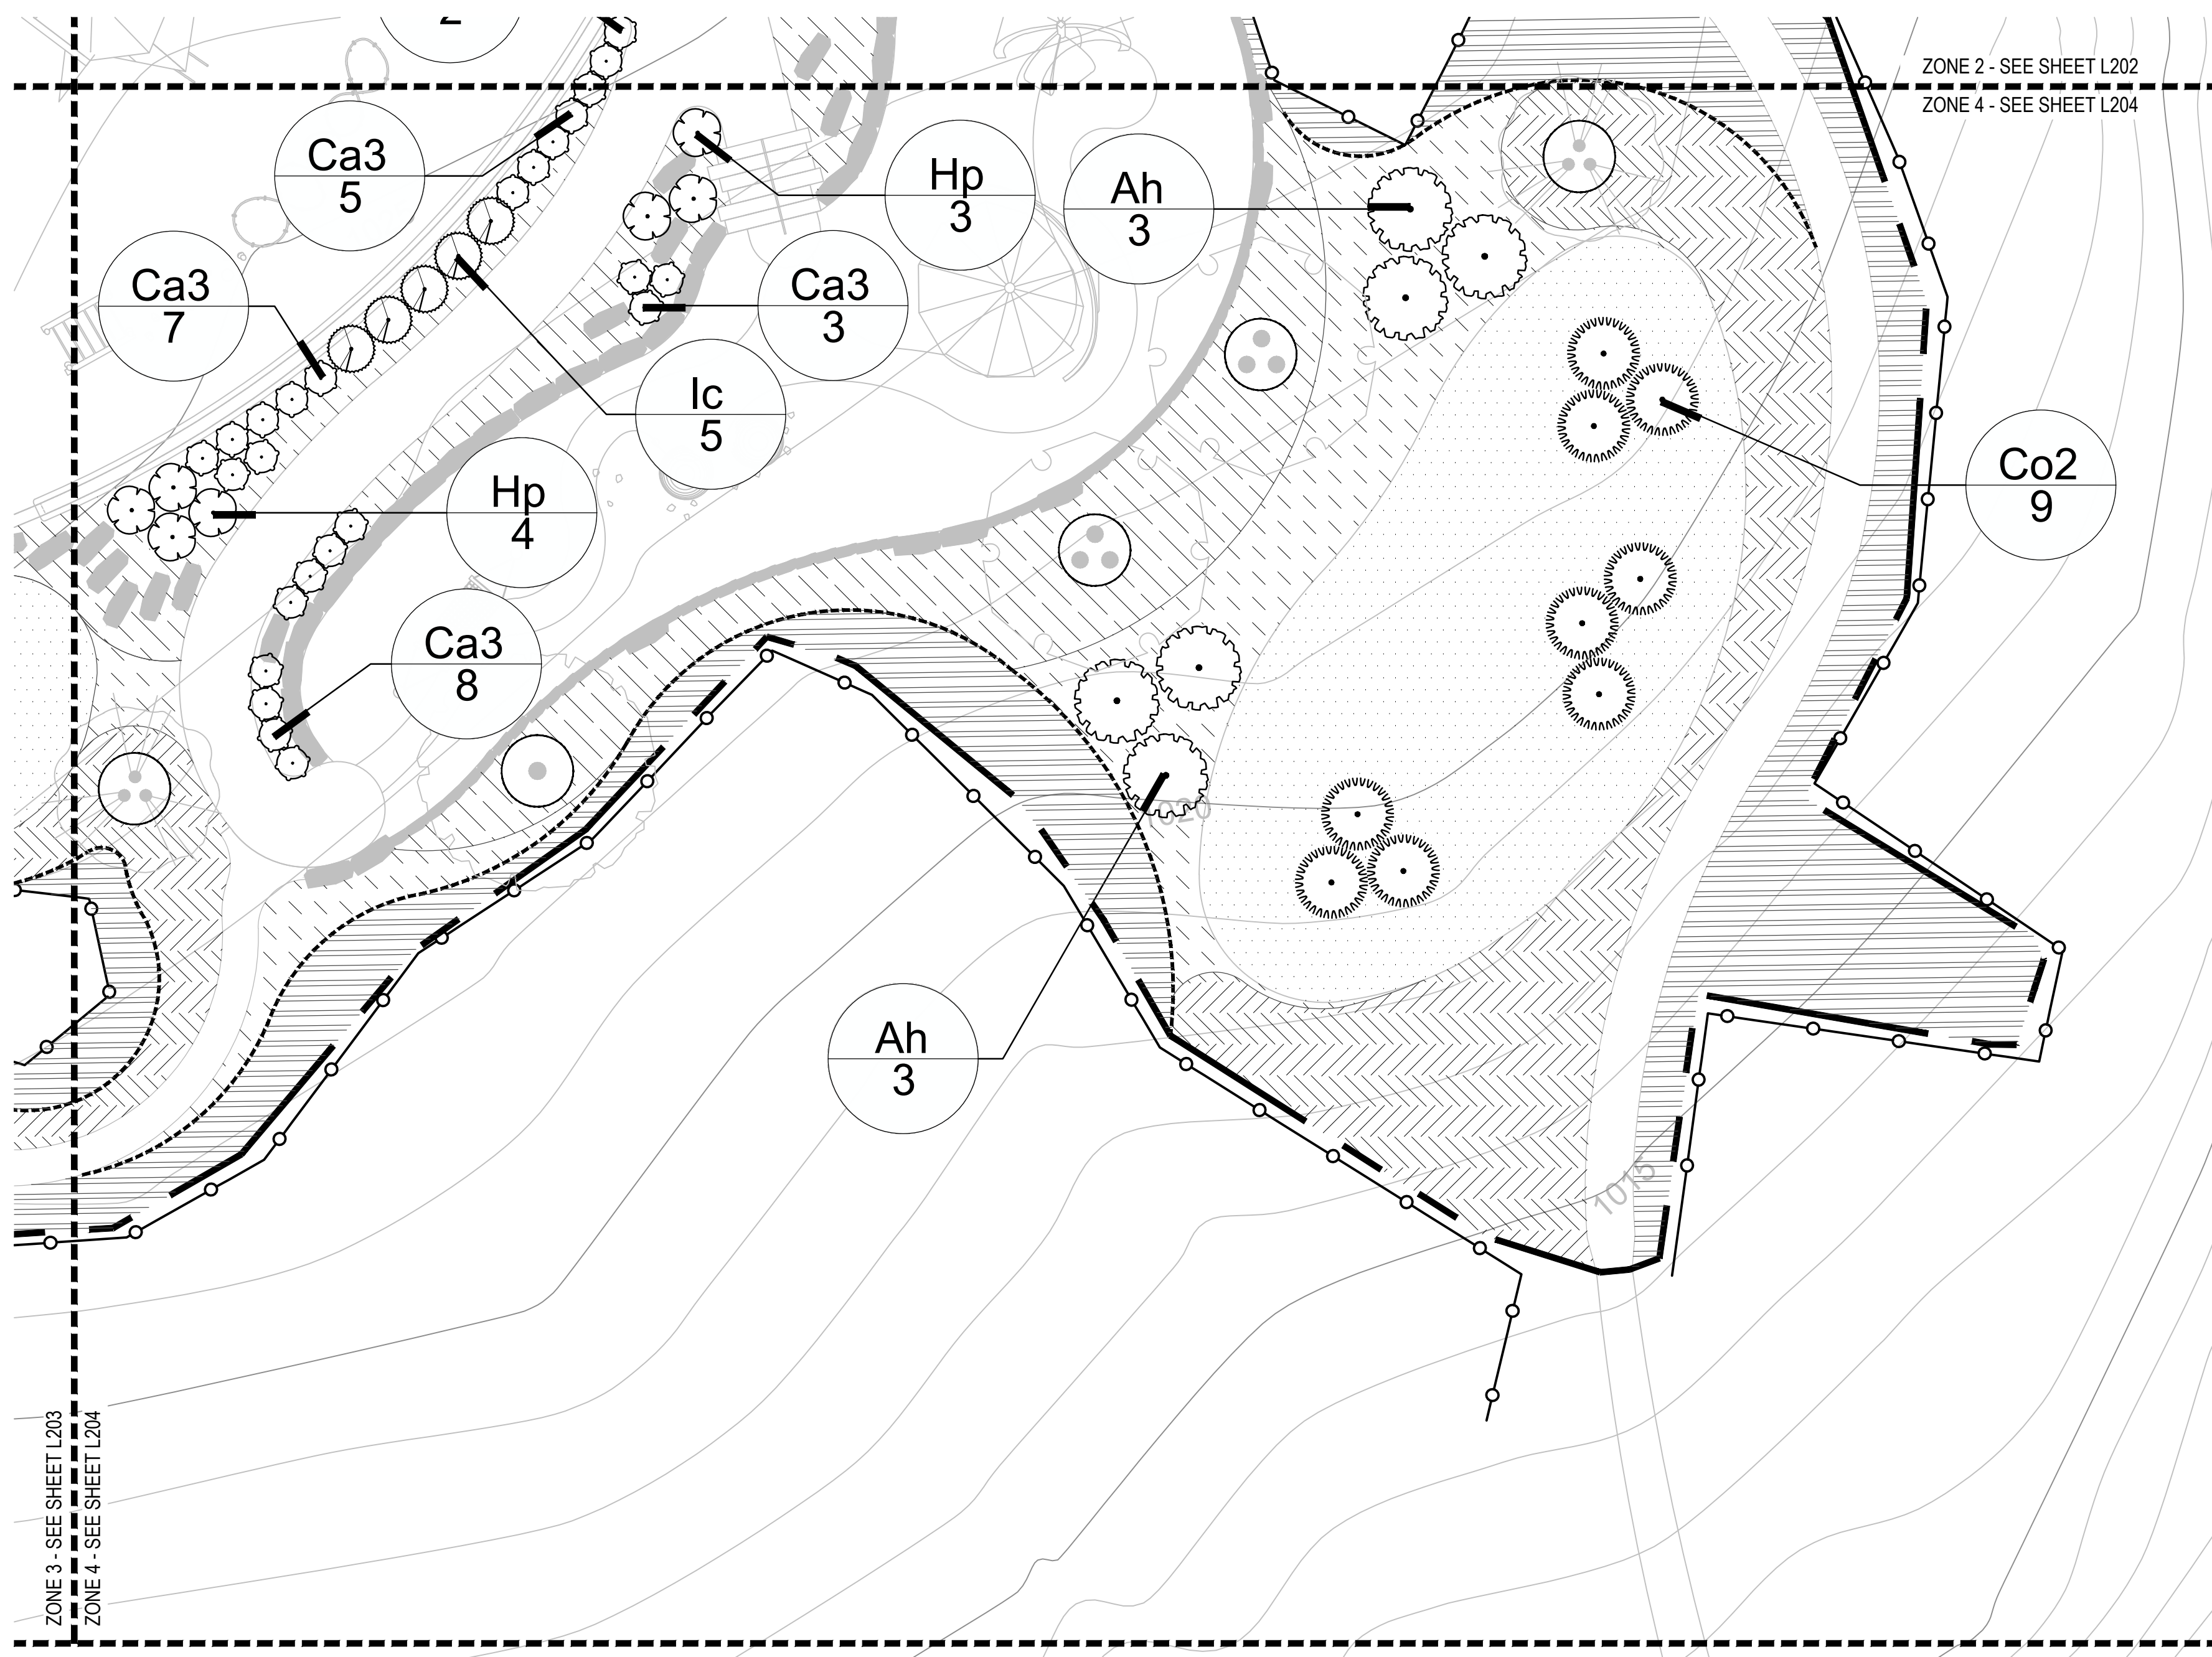 ZONE 2 - SEE SHEET L202
ZONE 4 - SEE SHEET L204
Ca3
5
Hp
3
Ah
3
Ca3
7
Ca3
3
Ic
5
Hp
4
Co2
9
Ca3
8
1020
Ah
3
1015
ZONE 3 - SEE SHEET L203
ZONE 4 - SEE SHEET L204